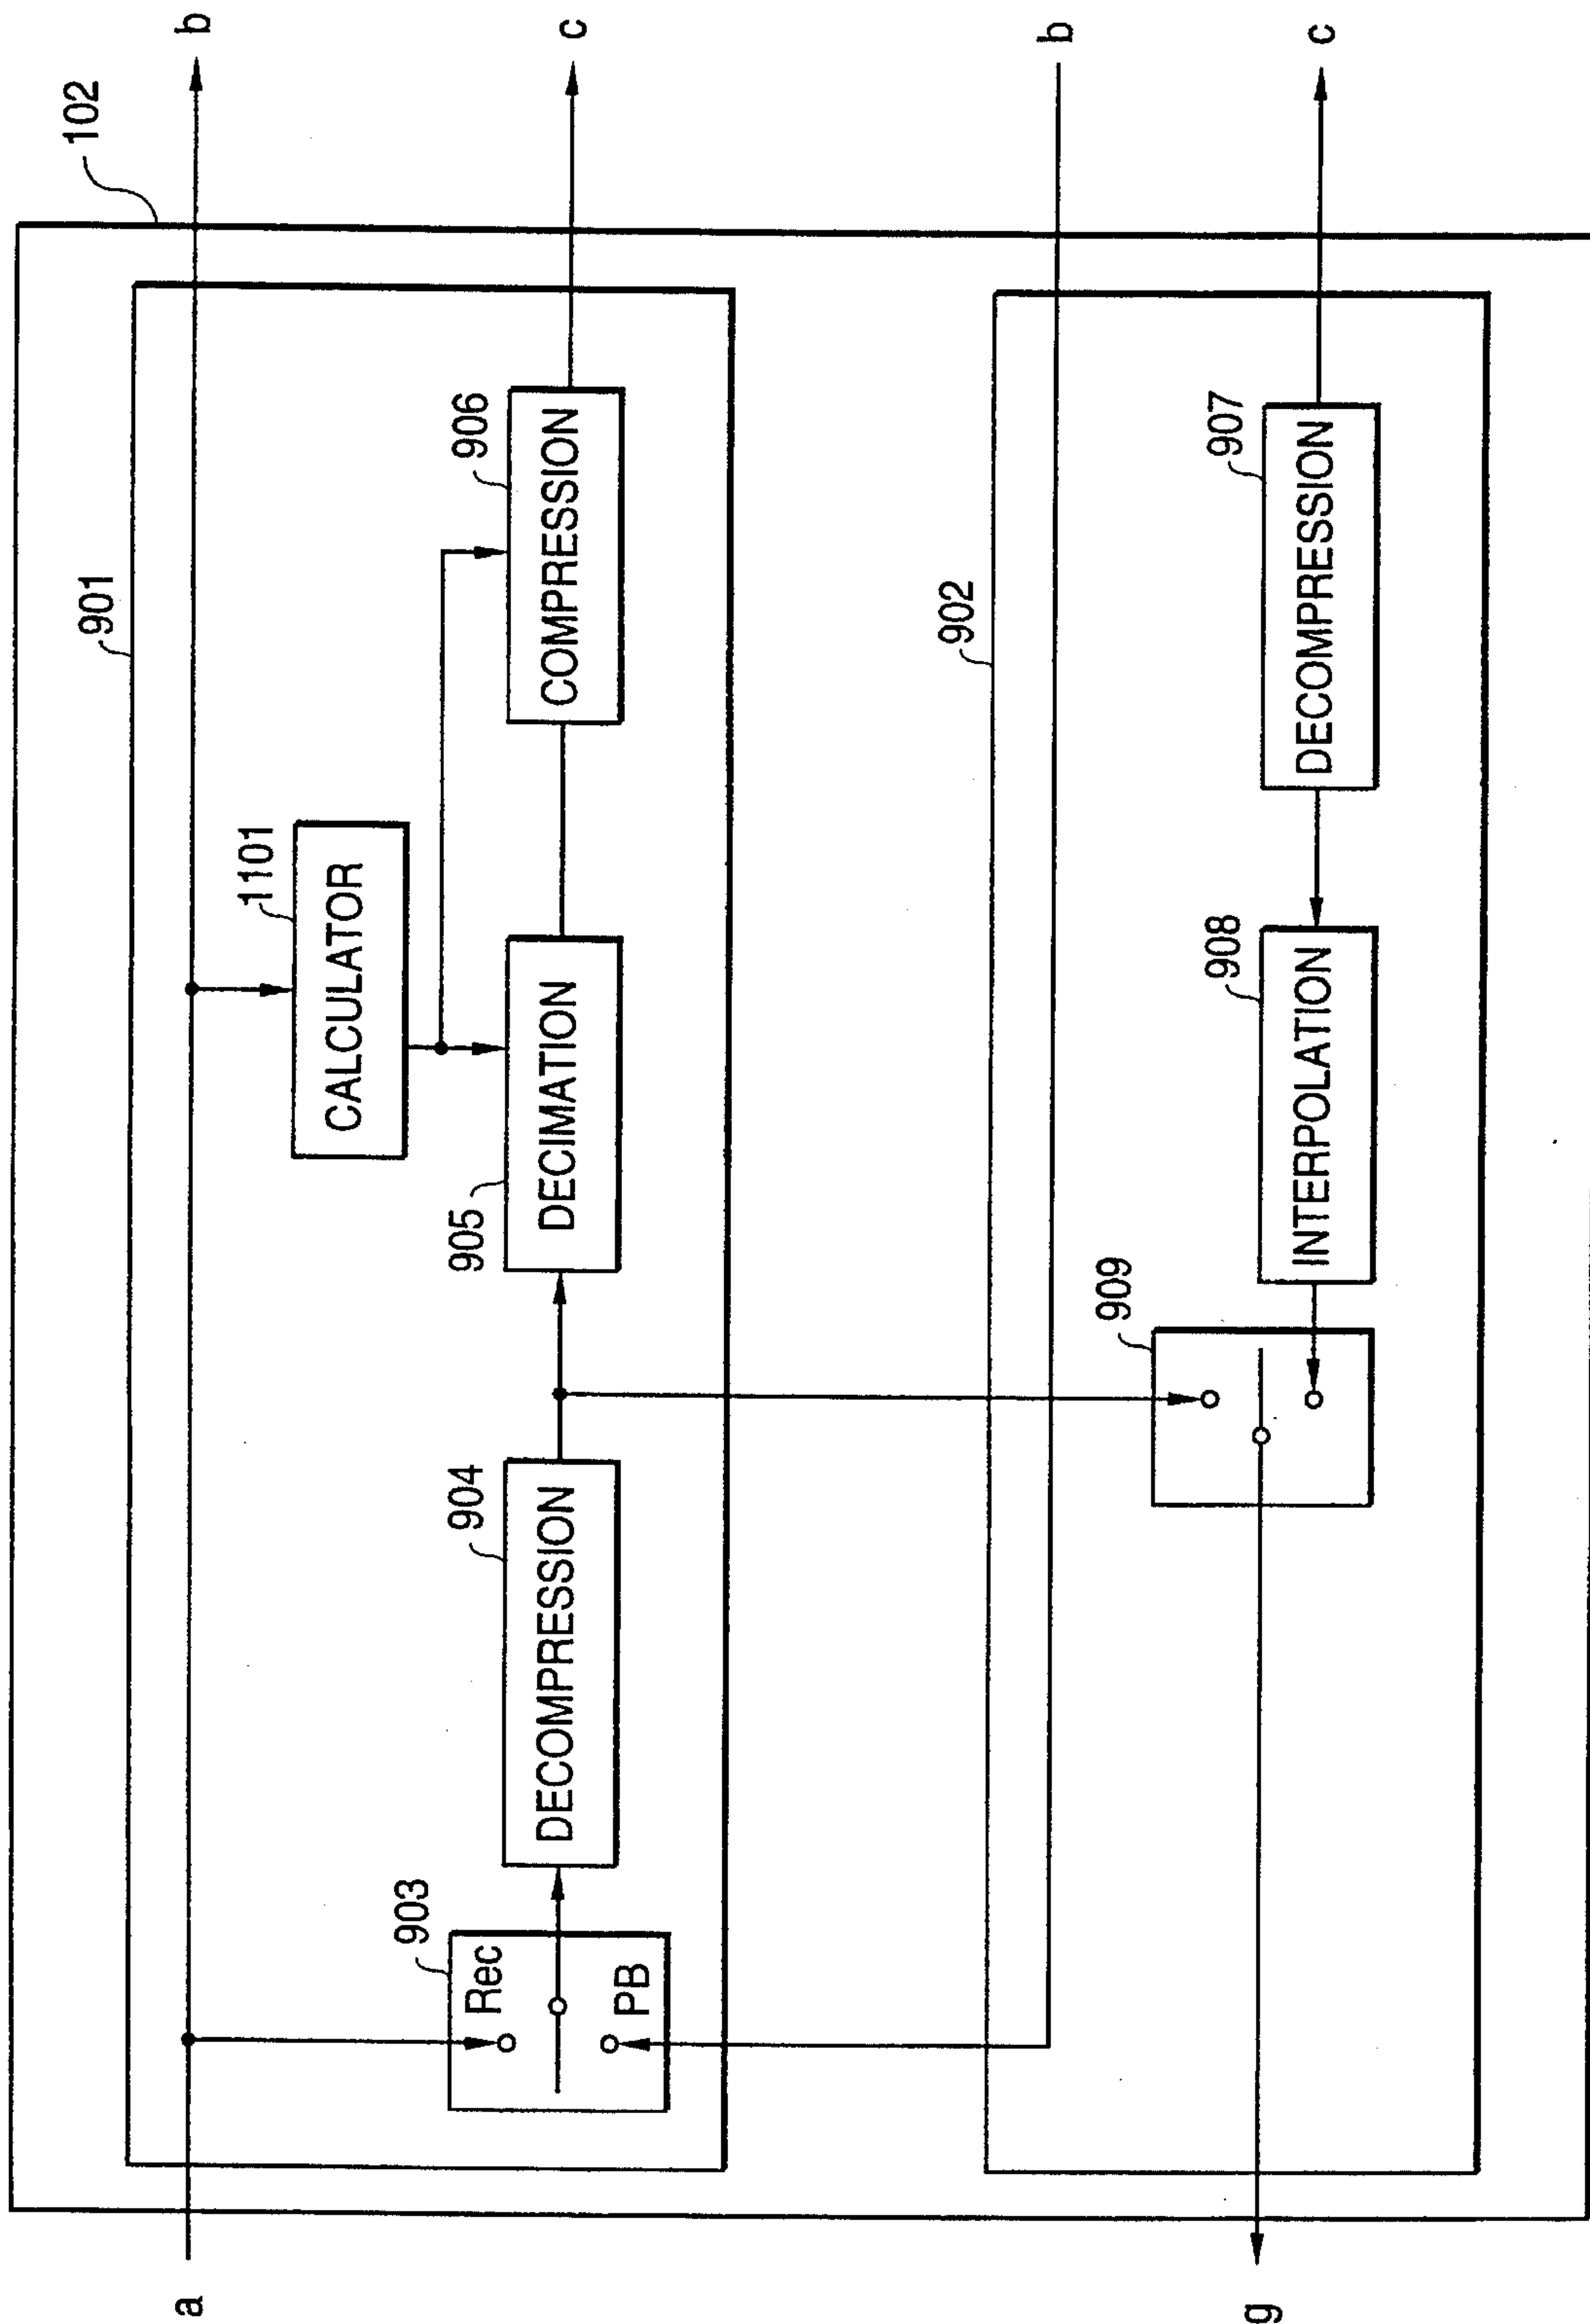 102
b
901
1101
CALCULATOR
906
COMPRESSION
c
905
DECIMATION
904
DECOMPRESSION
903
Rec
PB
a
902
b
907
DECOMPRESSION
c
908
INTERPOLATION
909
g